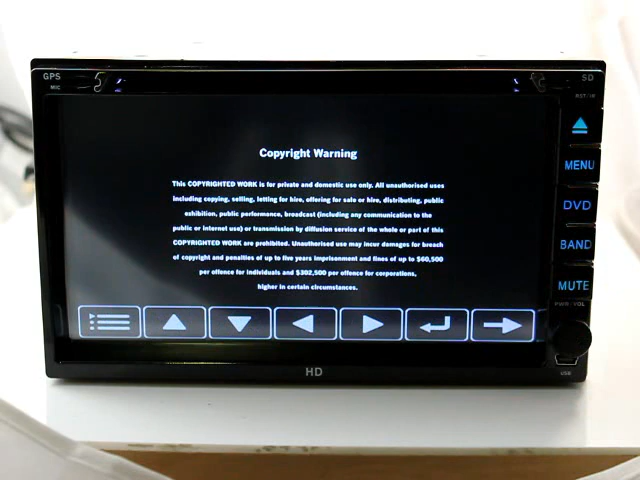 GPS
SD
MIC
RST/IR
MENU
DVD
BAND
MUTE
PWR/VOL
USB
HD
Copyright Warning
This COPYRIGHTED WORK is for private and domestic use only. All unauthorised uses
including copying, selling, letting for hire, offering for sale or hire, distributing, public
exhibition, public performance, broadcast (including any communication to the
public or internet use) or transmission by diffusion service of the whole or part of this
COPYRIGHTED WORK are prohibited. Unauthorised use may incur damages for breach
of copyright and penalties of up to five years imprisonment and fines of up to $60,500
per offence for individuals and $302,500 per offence for corporations,
higher in certain circumstances.